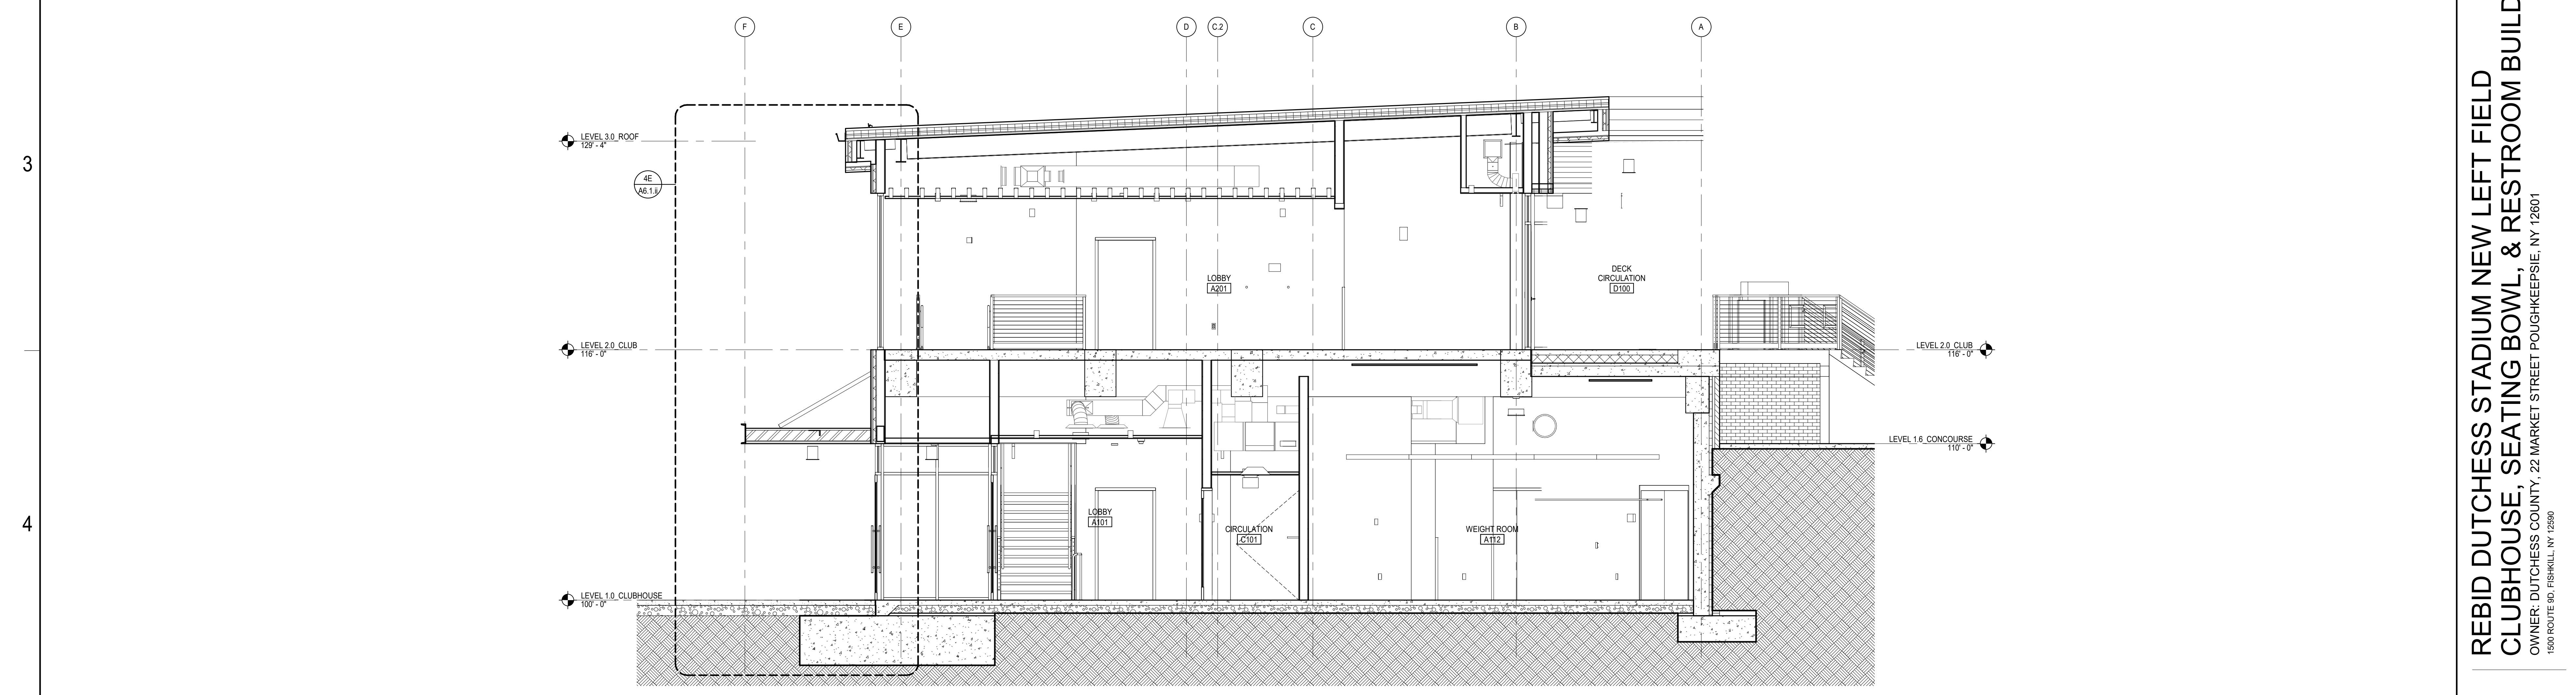 F
E
D
C.2
C
B
A
3
LEVEL 3.0_ROOF
129' - 4"
4E
A6.1.ii
LOBBY
A201
DECK
CIRCULATION
D100
LEVEL 2.0_CLUB
116' - 0"
LEVEL 2.0_CLUB
116' - 0"
LEVEL 1.6_CONCOURSE
110' - 0"
4
LOBBY
A101
CIRCULATION
C101
WEIGHT ROOM
A112
LEVEL 1.0_CLUBHOUSE
100' - 0"
REBID DUTCHESS STADIUM NEW LEFT FIELD
CLUBHOUSE, SEATING BOWL, & RESTROOM BUILD
OWNER: DUTCHESS COUNTY, 22 MARKET STREET POUGHKEEPSIE, NY 12601
1500 ROUTE 9D, FISHKILL, NY 12590